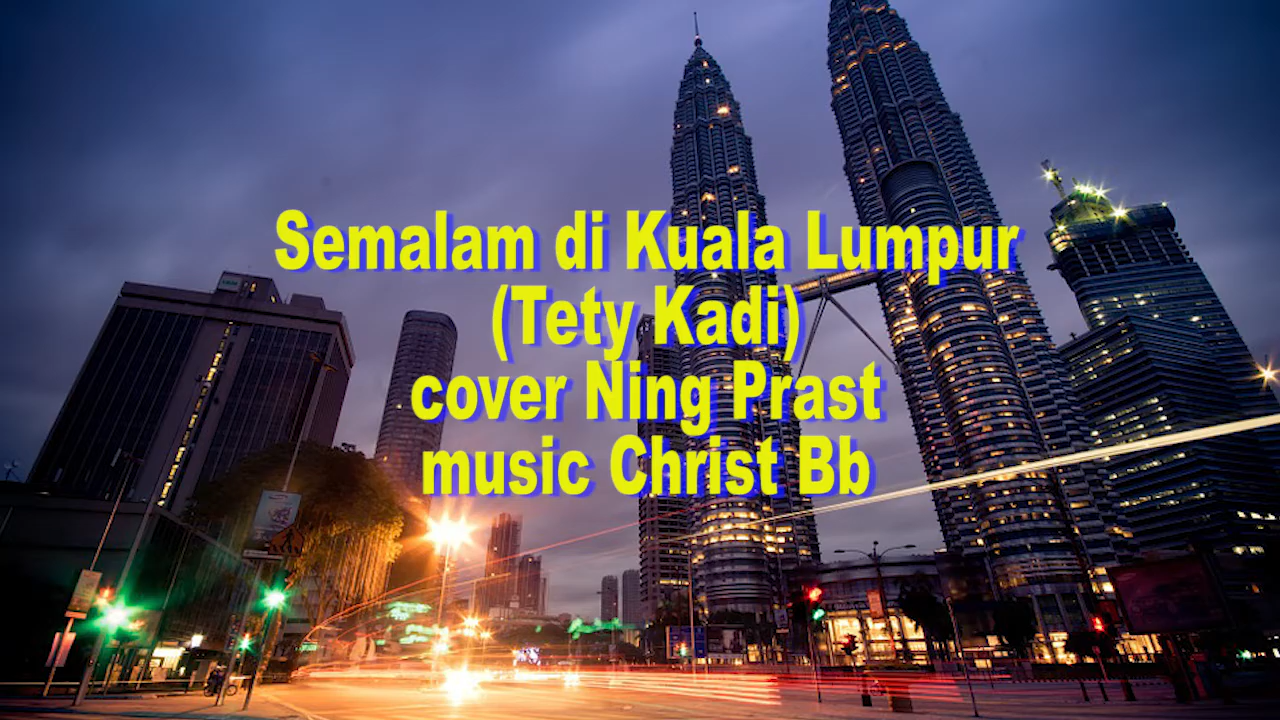 Semalam di Kuala Lumpur
(Tety Kadi)
cover Ning Prast
music Christ Bb